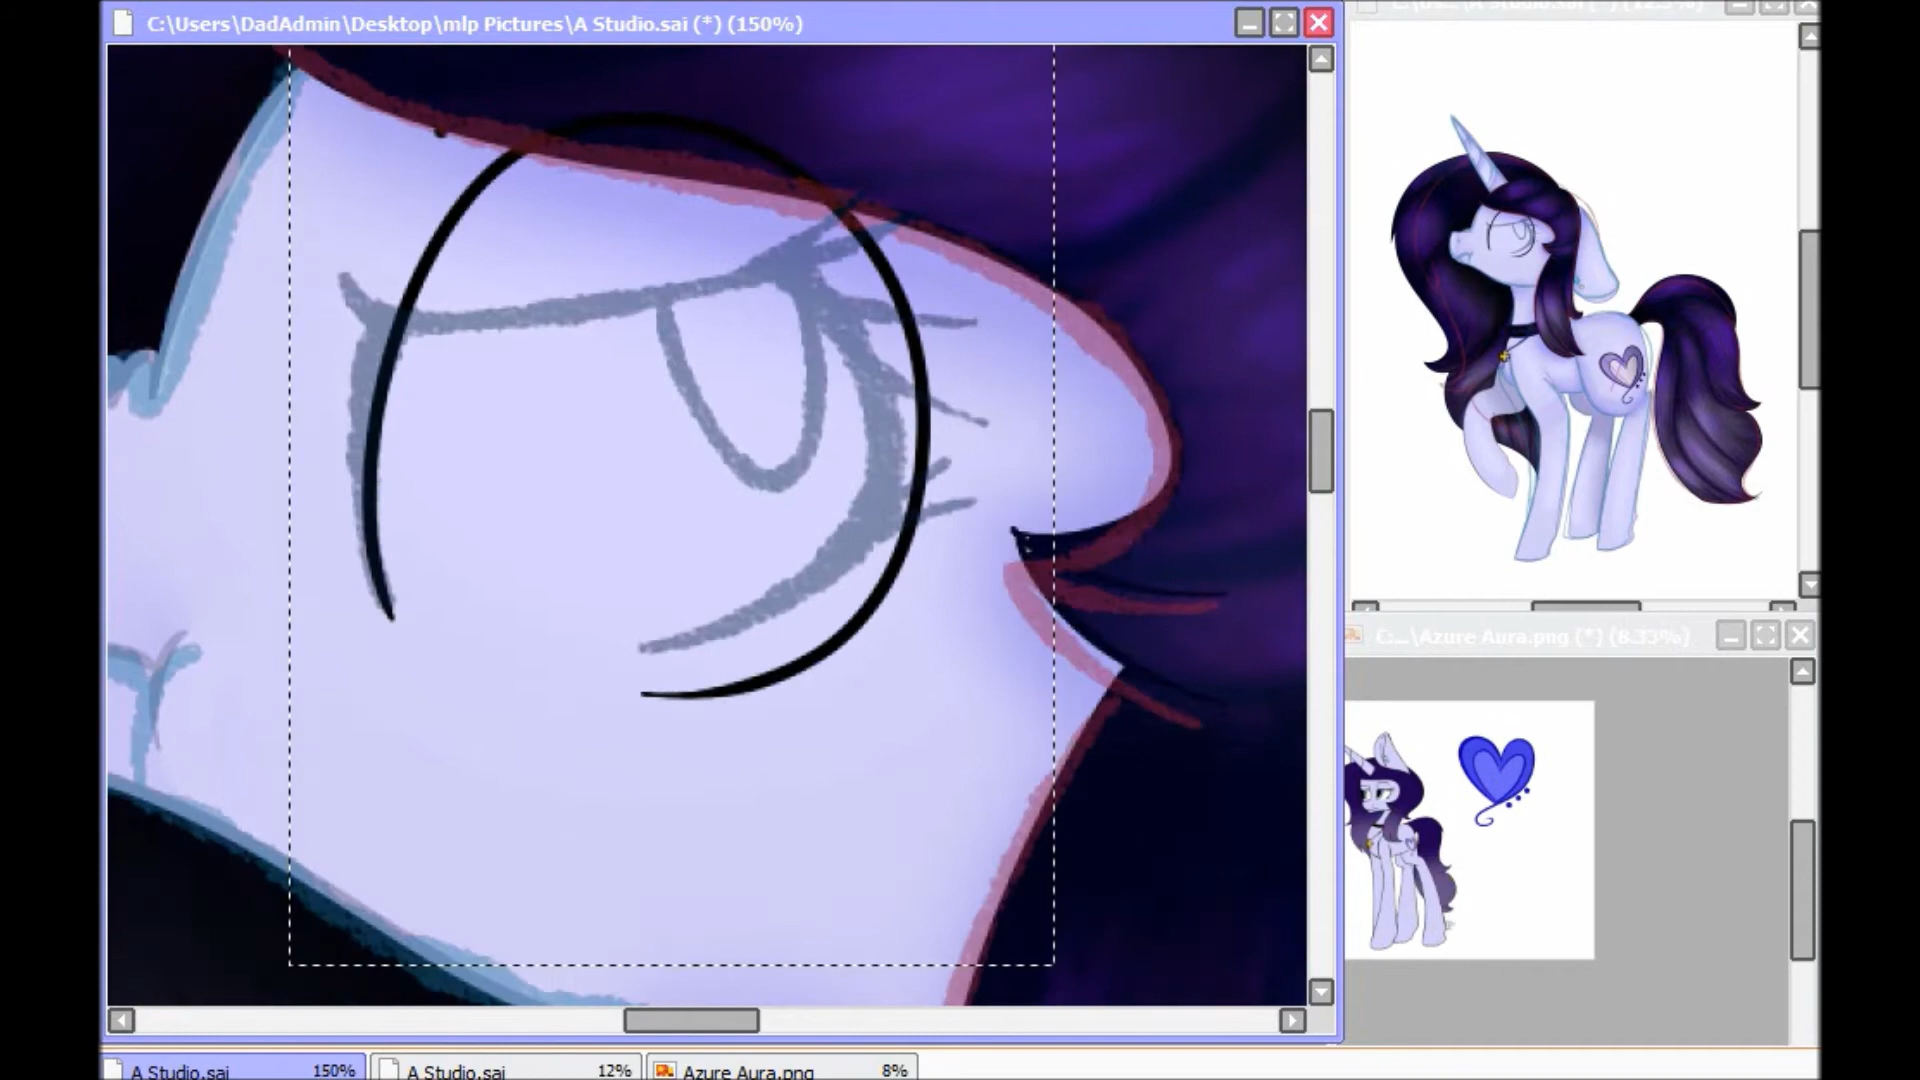 C:\Users\DadAdmin\Desktop\mlp Pictures\A Studio.sai (*) (150%)
C:...\Azure Aura.png (*) (8.33%)
A Studio.sai 150%
A Studio.sai 12%
Azure Aura.png 8%